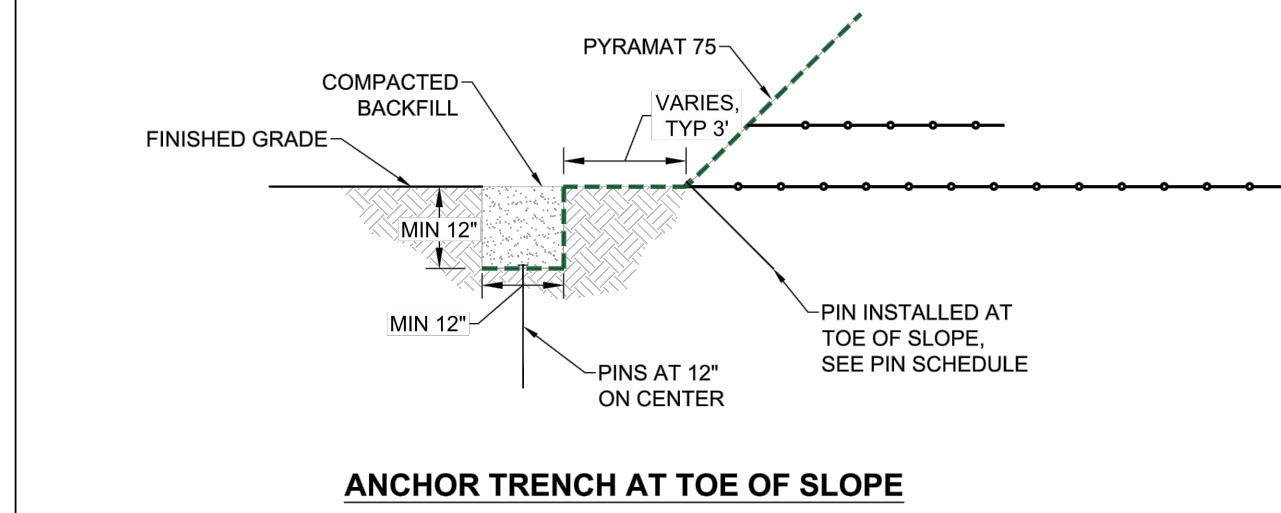 PYRAMAT 75
COMPACTED
BACKFILL
VARIES,
TYP 3'
FINISHED GRADE
MIN 12"
MIN 12"
PIN INSTALLED AT
TOE OF SLOPE,
SEE PIN SCHEDULE
PINS AT 12"
ON CENTER
ANCHOR TRENCH AT TOE OF SLOPE